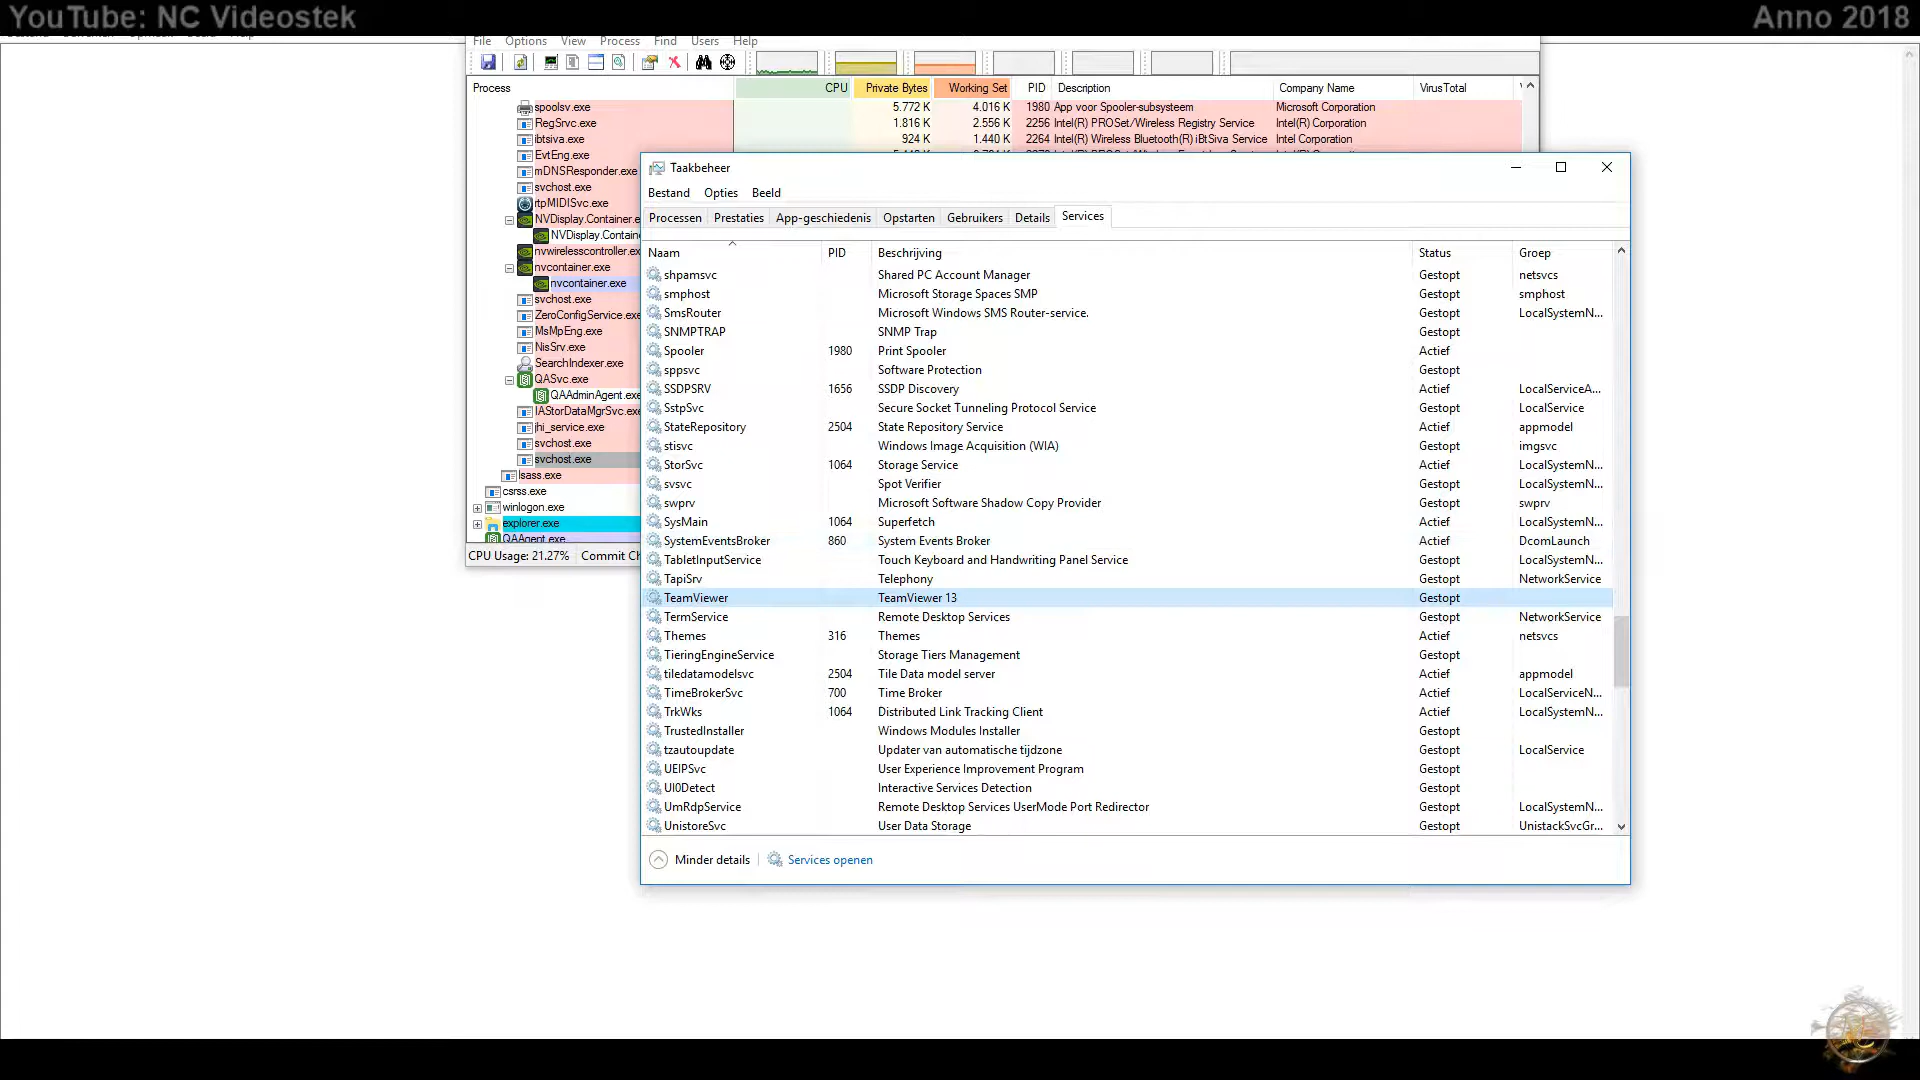 YouTube: NC Videostek
Anno 2018
File Options View Process Find Users Help
Process CPU Private Bytes Working Set PID Description Company Name VirusTotal
spoolsv.exe 5.772 K 4.016 K 1980 App voor Spooler-subsysteem Microsoft Corporation
RegSrvc.exe 1.816 K 2.556 K 2256 Intel(R) PROSet/Wireless Registry Service Intel(R) Corporation
ibtsiva.exe 924 K 1.440 K 2264 Intel(R) Wireless Bluetooth(R) iBtSiva Service Intel Corporation
EvtEng.exe
mDNSResponder.exe
svchost.exe
rtpMIDISvc.exe
NVDisplay.Container.e
NVDisplay.Containe
nvwirelesscontroller.exe
nvcontainer.exe
nvcontainer.exe
svchost.exe
ZeroConfigService.exe
MsMpEng.exe
NisSrv.exe
SearchIndexer.exe
QASvc.exe
QAAdminAgent.exe
IAStorDataMgrSvc.exe
jhi_service.exe
svchost.exe
svchost.exe
lsass.exe
csrss.exe
winlogon.exe
explorer.exe
QAAgent.exe
CPU Usage: 21.27% Commit Ch
Taakbeheer
Bestand Opties Beeld
Processen Prestaties App-geschiedenis Opstarten Gebruikers Details Services
Naam PID Beschrijving Status Groep
shpamsvc Shared PC Account Manager Gestopt netsvcs
smphost Microsoft Storage Spaces SMP Gestopt smphost
SmsRouter Microsoft Windows SMS Router-service. Gestopt LocalSystemN...
SNMPTRAP SNMP Trap Gestopt
Spooler 1980 Print Spooler Actief
sppsvc Software Protection Gestopt
SSDPSRV 1656 SSDP Discovery Actief LocalServiceA...
SstpSvc Secure Socket Tunneling Protocol Service Gestopt LocalService
StateRepository 2504 State Repository Service Actief appmodel
stisvc Windows Image Acquisition (WIA) Gestopt imgsvc
StorSvc 1064 Storage Service Actief LocalSystemN...
svsvc Spot Verifier Gestopt LocalSystemN...
swprv Microsoft Software Shadow Copy Provider Gestopt swprv
SysMain 1064 Superfetch Actief LocalSystemN...
SystemEventsBroker 860 System Events Broker Actief DcomLaunch
TabletInputService Touch Keyboard and Handwriting Panel Service Gestopt LocalSystemN...
TapiSrv Telephony Gestopt NetworkService
TeamViewer TeamViewer 13 Gestopt
TermService Remote Desktop Services Gestopt NetworkService
Themes 316 Themes Actief netsvcs
TieringEngineService Storage Tiers Management Gestopt
tiledatamodelsvc 2504 Tile Data model server Actief appmodel
TimeBrokerSvc 700 Time Broker Actief LocalServiceN...
TrkWks 1064 Distributed Link Tracking Client Actief LocalSystemN...
TrustedInstaller Windows Modules Installer Gestopt
tzautoupdate Updater van automatische tijdzone Gestopt LocalService
UEIPSvc User Experience Improvement Program Gestopt
UI0Detect Interactive Services Detection Gestopt
UmRdpService Remote Desktop Services UserMode Port Redirector Gestopt LocalSystemN...
UnistoreSvc User Data Storage Gestopt UnistackSvcGr...
Minder details Services openen